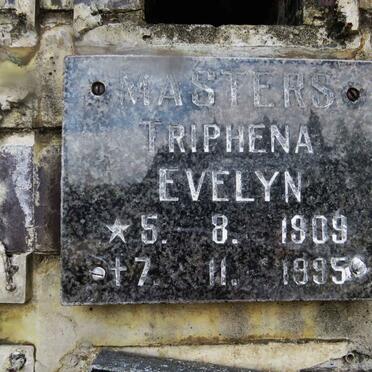 MASTERS
TRIPHENA
EVELYN
★ 5. 8. 1909
† 7. 11. 1995